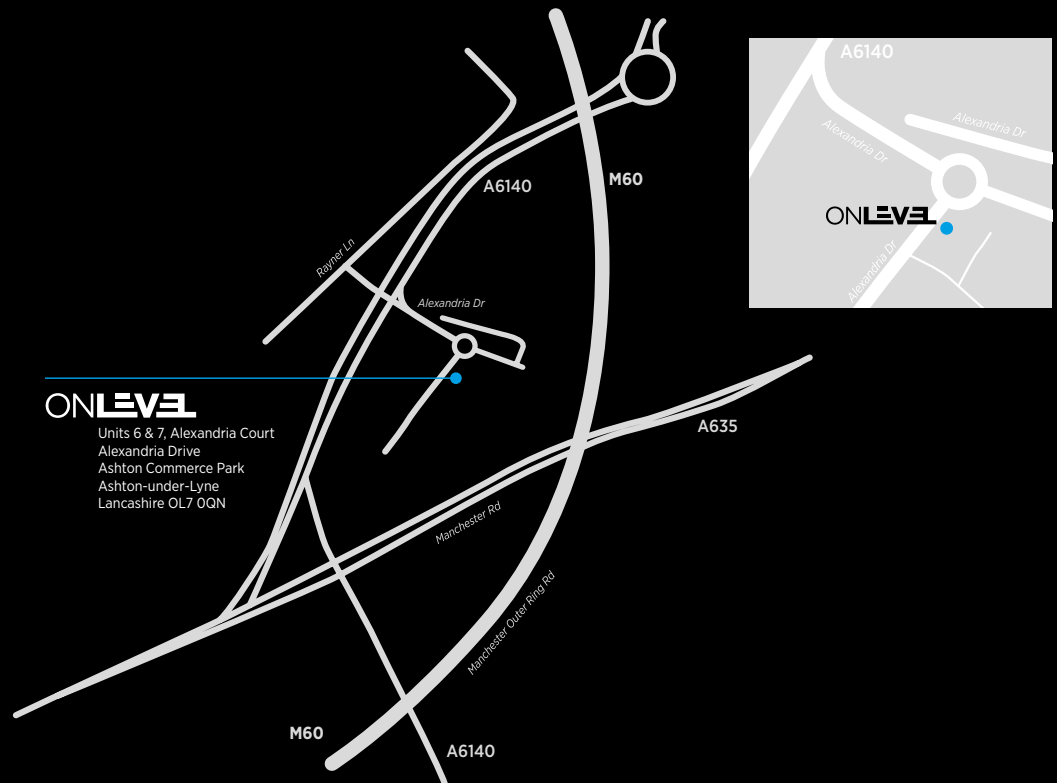 A6140
Alexandria Dr
Alexandria Dr
ONLEVEL
Alexandria Dr
A6140
M60
Rayner Ln
Alexandria Dr
ONLEVEL
Units 6 & 7, Alexandria Court
Alexandria Drive
Ashton Commerce Park
Ashton-under-Lyne
Lancashire OL7 0QN
A635
Manchester Rd
Manchester Outer Ring Rd
M60
A6140